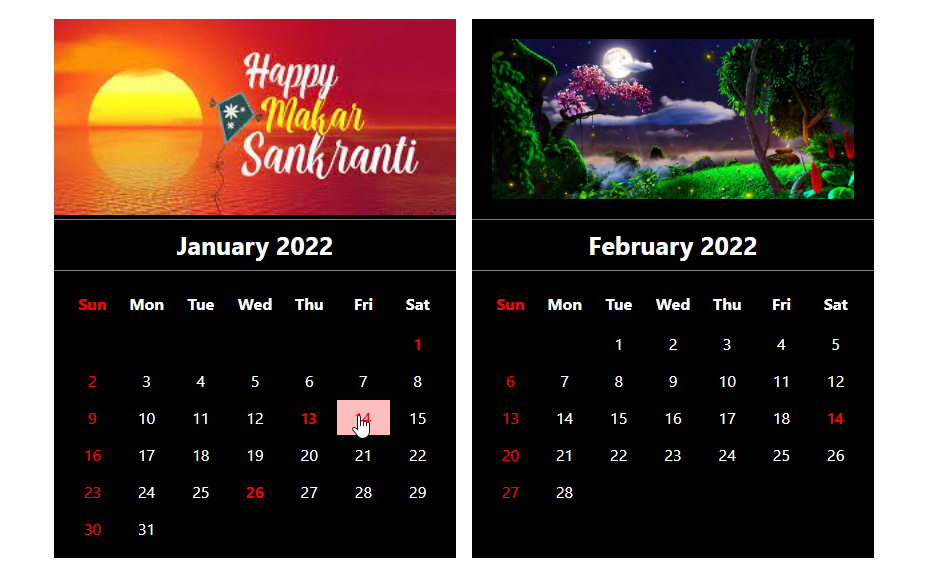 Happy
Makar
Sankranti
January 2022
Sun Mon Tue Wed Thu Fri Sat
1
2 3 4 5 6 7 8
9 10 11 12 13 14 15
16 17 18 19 20 21 22
23 24 25 26 27 28 29
30 31
February 2022
Sun Mon Tue Wed Thu Fri Sat
1 2 3 4 5
6 7 8 9 10 11 12
13 14 15 16 17 18 14
20 21 22 23 24 25 26
27 28